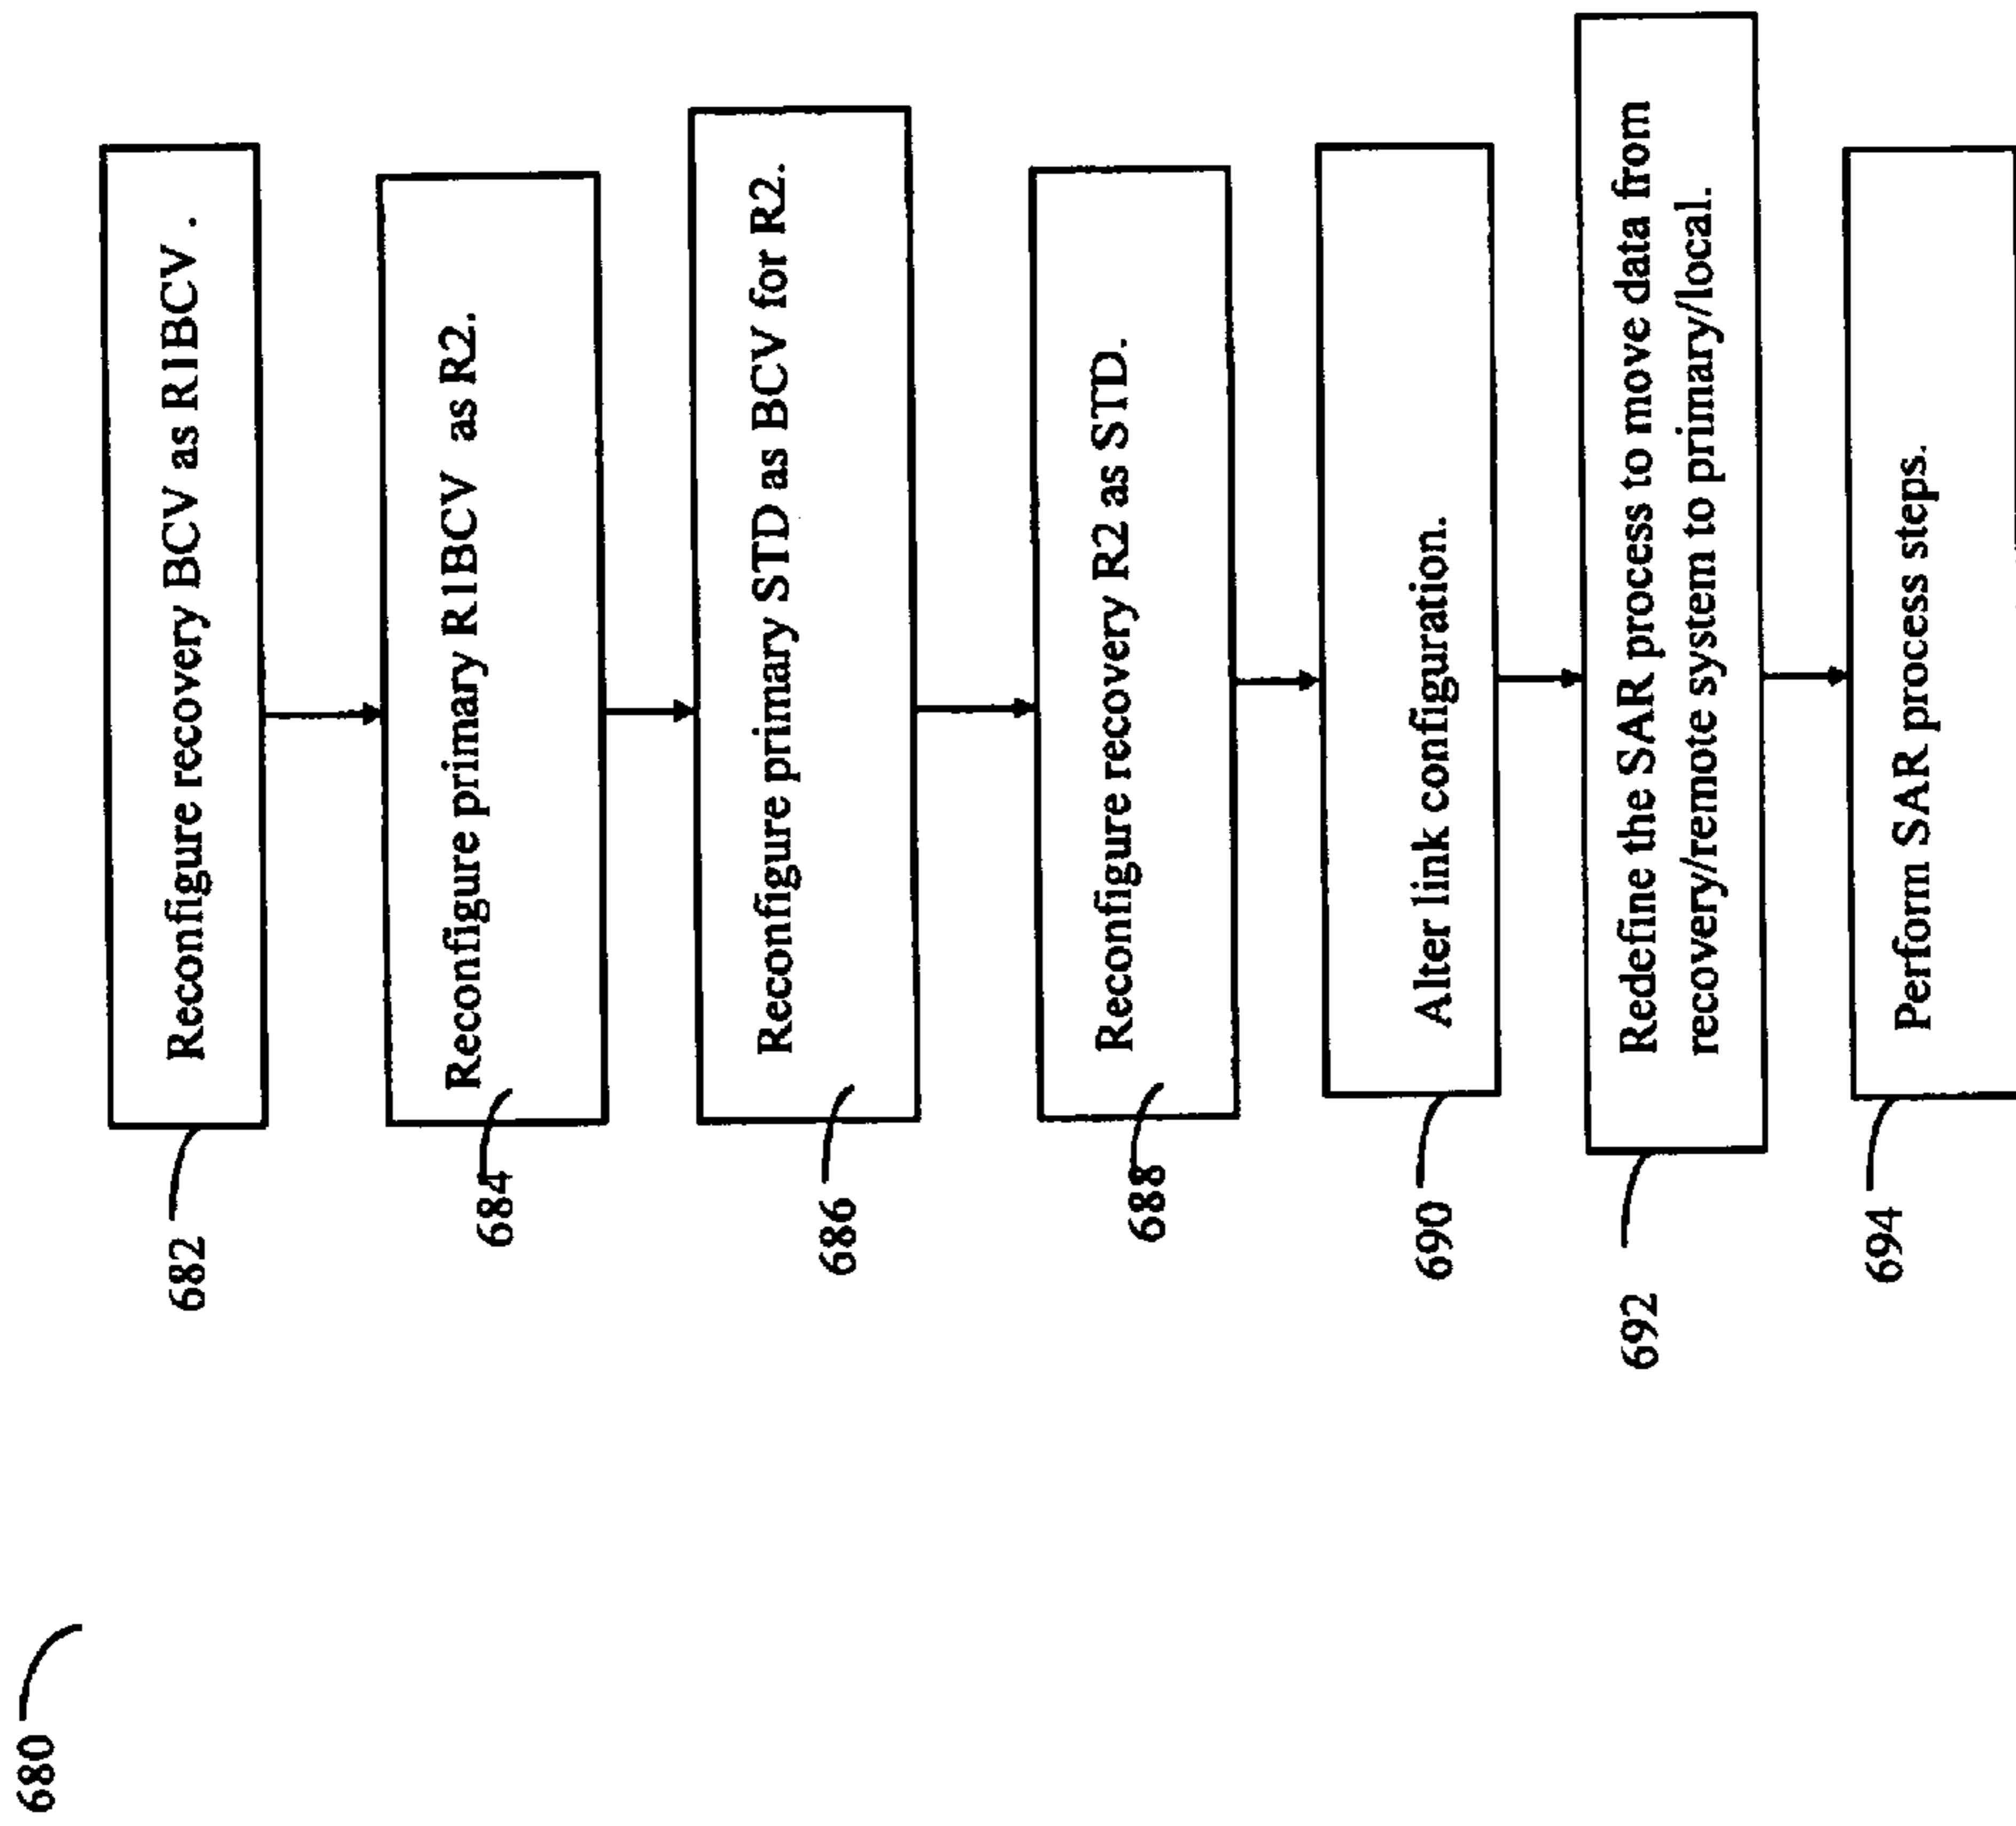 680
682
Reconfigure recovery BCV as R1BCV .
684
Reconfigure primary R1BCV as R2.
686
Reconfigure primary STD as BCV for R2.
688
Reconfigure recovery R2 as STD.
690
Alter link configuration.
692
Redefine the SAR process to move data from
recovery/remote system to primary/local.
694
Perform SAR process steps.